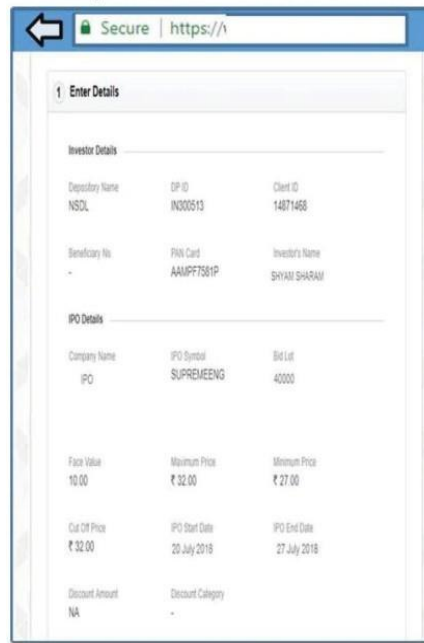 Secure | https://\
1 Enter Details
Investor Details
Depository Name DP ID Client ID
NSDL IN300513 14871468
Beneficiary No PAN Card Investor's Name
- AAMPF7581P SHYAM SHARAM
IPO Details
Company Name IPO Symbol Bid Lot
IPO SUPREMEENG 40000
Face Value Maximum Price Minimum Price
10.00 ₹ 32.00 ₹ 27.00
Cut Off Price IPO Start Date IPO End Date
₹ 32.00 20 July 2018 27 July 2018
Discount Amount Discount Category
NA -